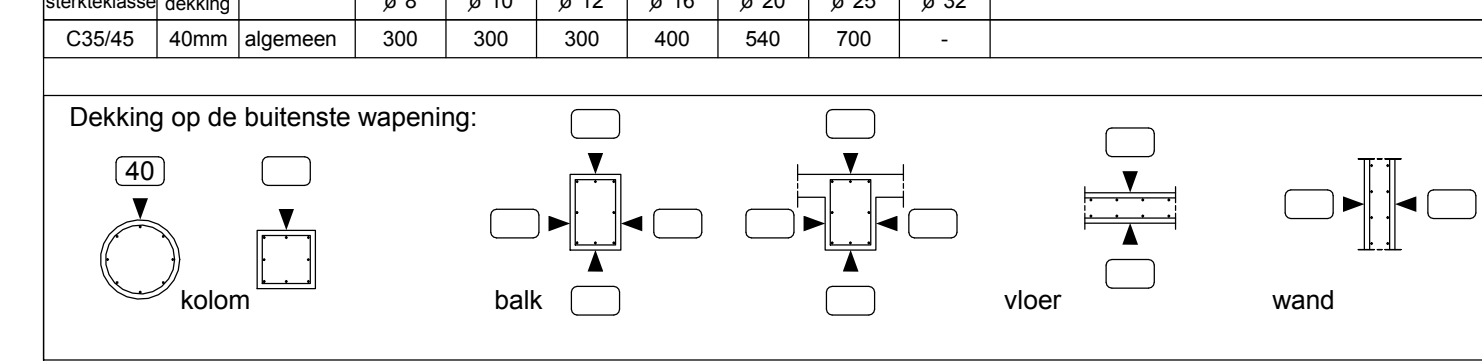 sterkteklasse dekking ø 8 ø 10 ø 12 ø 16 ø 20 ø 25 ø 32
C35/45 40mm algemeen 300 300 300 400 540 700 -
Dekking op de buitenste wapening:
40
kolom balk vloer wand